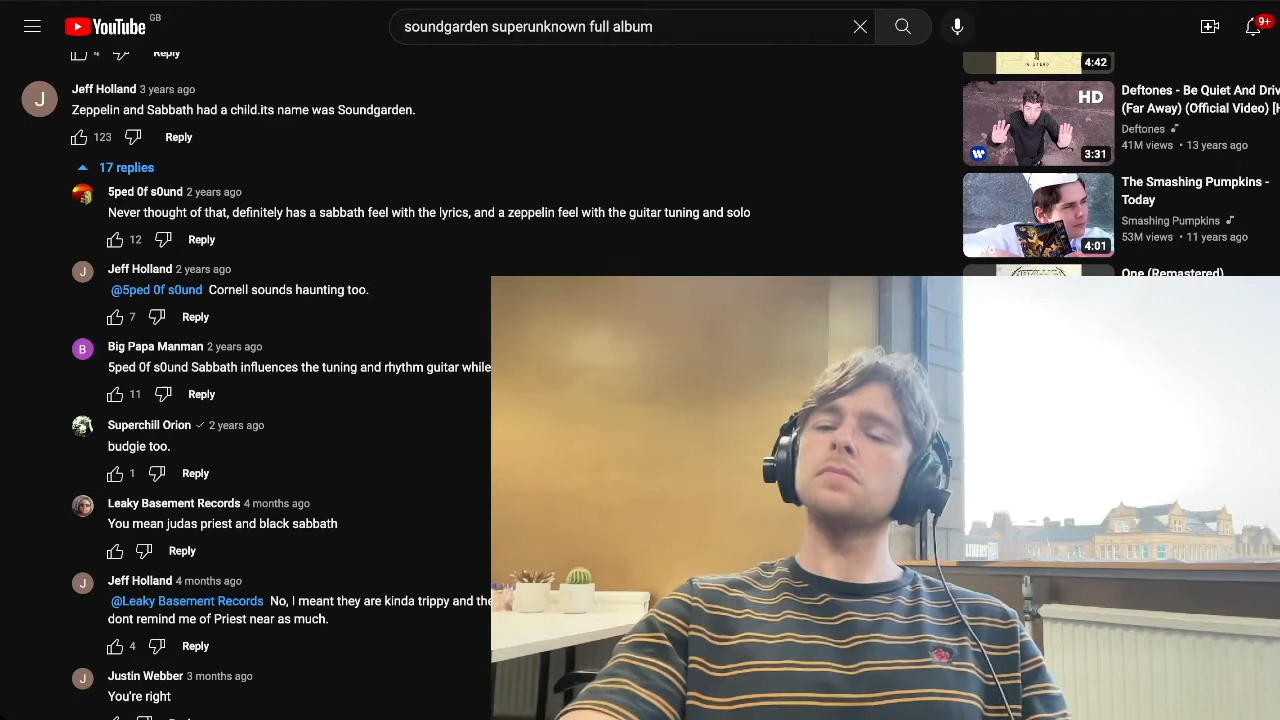 YouTube GB
soundgarden superunknown full album
9+
4 Reply
J
Jeff Holland 3 years ago
Zeppelin and Sabbath had a child.its name was Soundgarden.
123 Reply
17 replies
5ped 0f s0und 2 years ago
Never thought of that, definitely has a sabbath feel with the lyrics, and a zeppelin feel with the guitar tuning and solo
12 Reply
J
Jeff Holland 2 years ago
@5ped 0f s0und Cornell sounds haunting too.
7 Reply
B
Big Papa Manman 2 years ago
5ped 0f s0und Sabbath influences the tuning and rhythm guitar while
11 Reply
Superchill Orion 2 years ago
budgie too.
1 Reply
Leaky Basement Records 4 months ago
You mean judas priest and black sabbath
Reply
J
Jeff Holland 4 months ago
@Leaky Basement Records No, I meant they are kinda trippy and the
dont remind me of Priest near as much.
4 Reply
J
Justin Webber 3 months ago
You're right
4:42
HD
3:31
Deftones - Be Quiet And Driv
(Far Away) (Official Video) [H
Deftones
41M views • 13 years ago
4:01
The Smashing Pumpkins -
Today
Smashing Pumpkins
53M views • 11 years ago
One (Remastered)